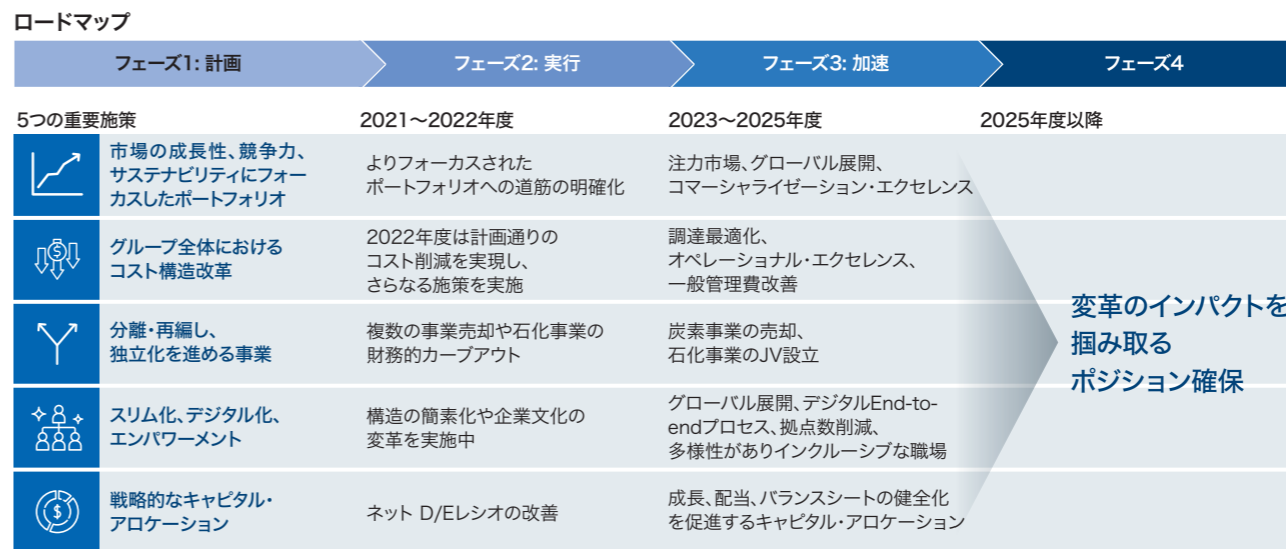 ロードマップ
フェーズ1: 計画
フェーズ2: 実行
フェーズ3: 加速
フェーズ4
5つの重要施策
2021～2022年度
2023～2025年度
2025年度以降
市場の成長性、競争力、
サステナビリティにフォー
カスしたポートフォリオ
よりフォーカスされた
ポートフォリオへの道筋の明確化
注力市場、グローバル展開、
コマーシャライゼーション・エクセレンス
グループ全体における
コスト構造改革
2022年度は計画通りの
コスト削減を実現し、
さらなる施策を実施
調達最適化、
オペレーショナル・エクセレンス、
一般管理費改善
分離・再編し、
独立化を進める事業
複数の事業売却や石化事業の
財務的カーブアウト
炭素事業の売却、
石化事業のJV設立
スリム化、デジタル化、
エンパワーメント
構造の簡素化や企業文化の
変革を実施中
グローバル展開、デジタルEnd-to-
endプロセス、拠点数削減、
多様性がありインクルーシブな職場
戦略的なキャピタル・
アロケーション
ネット D/Eレシオの改善
成長、配当、バランスシートの健全化
を促進するキャピタル・アロケーション
変革のインパクトを
掴み取る
ポジション確保